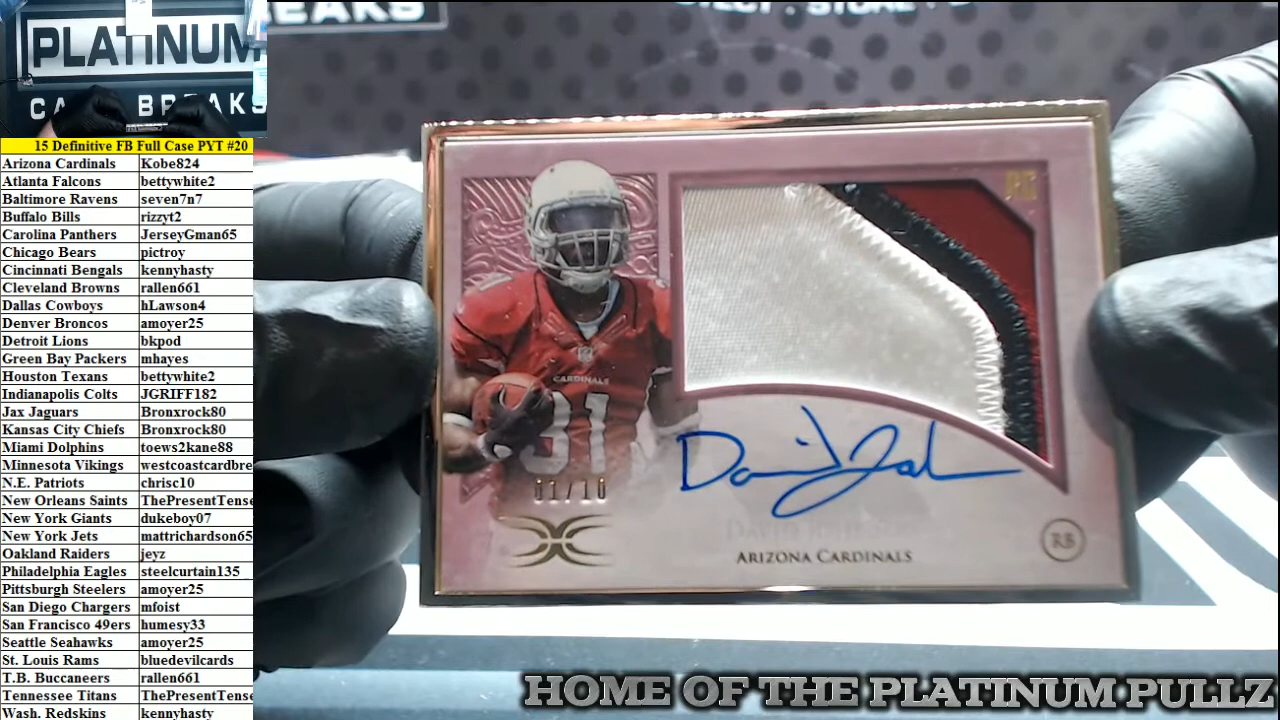 PLATINUM
CA BREAKS
REAKS
15 Definitive FB Full Case PYT #20
Arizona Cardinals Kobe824
Atlanta Falcons bettywhite2
Baltimore Ravens seven7n7
Buffalo Bills rizzyt2
Carolina Panthers JerseyGman65
Chicago Bears pictroy
Cincinnati Bengals kennyhasty
Cleveland Browns rallen661
Dallas Cowboys hLawson4
Denver Broncos amoyer25
Detroit Lions bkpod
Green Bay Packers mhayes
Houston Texans bettywhite2
Indianapolis Colts JGRIFF182
Jax Jaguars Bronxrock80
Kansas City Chiefs Bronxrock80
Miami Dolphins toews2kane88
Minnesota Vikings westcoastcardbre
N.E. Patriots chrisc10
New Orleans Saints ThePresentTense
New York Giants dukeboy07
New York Jets mattrichardson65
Oakland Raiders jeyz
Philadelphia Eagles steelcurtain135
Pittsburgh Steelers amoyer25
San Diego Chargers mfoist
San Francisco 49ers humesy33
Seattle Seahawks amoyer25
St. Louis Rams bluedevilcards
T.B. Buccaneers rallen661
Tennessee Titans ThePresentTense
Wash. Redskins kennyhasty
RC
CARDINALS
31
01/10
ARIZONA CARDINALS
RB
HOME OF THE PLATINUM PULLZ